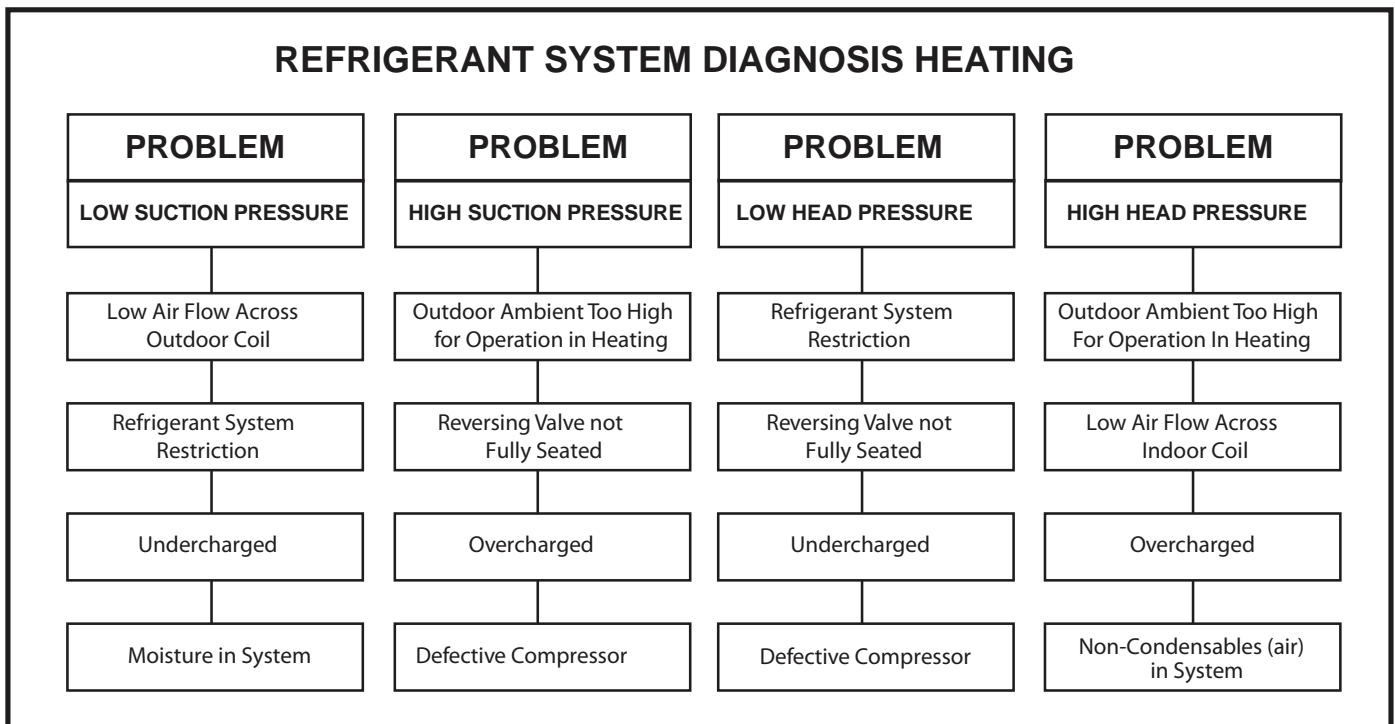 REFRIGERANT SYSTEM DIAGNOSIS HEATING
PROBLEM
LOW SUCTION PRESSURE
Low Air Flow Across
Outdoor Coil
Refrigerant System
Restriction
Undercharged
Moisture in System
PROBLEM
HIGH SUCTION PRESSURE
Outdoor Ambient Too High
for Operation in Heating
Reversing Valve not
Fully Seated
Overcharged
Defective Compressor
PROBLEM
LOW HEAD PRESSURE
Refrigerant System
Restriction
Reversing Valve not
Fully Seated
Undercharged
Defective Compressor
PROBLEM
HIGH HEAD PRESSURE
Outdoor Ambient Too High
For Operation In Heating
Low Air Flow Across
Indoor Coil
Overcharged
Non-Condensables (air)
in System